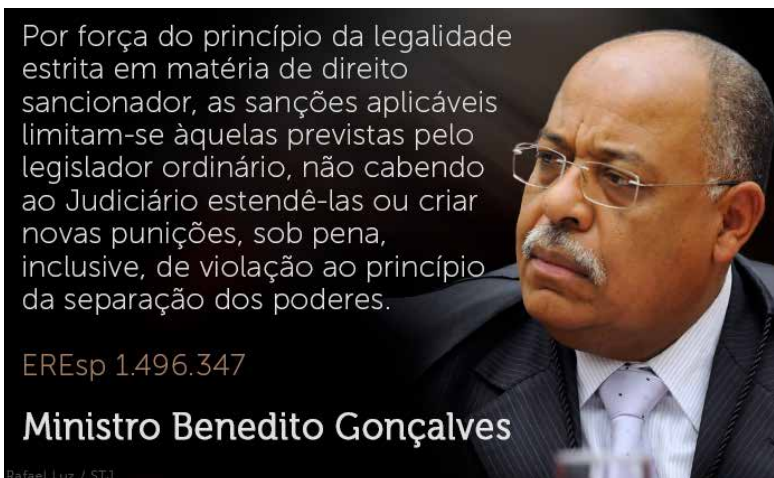 Por força do princípio da legalidade
estrita em matéria de direito
sancionador, as sanções aplicáveis
limitam-se àquelas previstas pelo
legislador ordinário, não cabendo
ao Judiciário estendê-las ou criar
novas punições, sob pena,
inclusive, de violação ao princípio
da separação dos poderes.
EREsp 1.496.347
Ministro Benedito Gonçalves
Rafael Luz / STJ